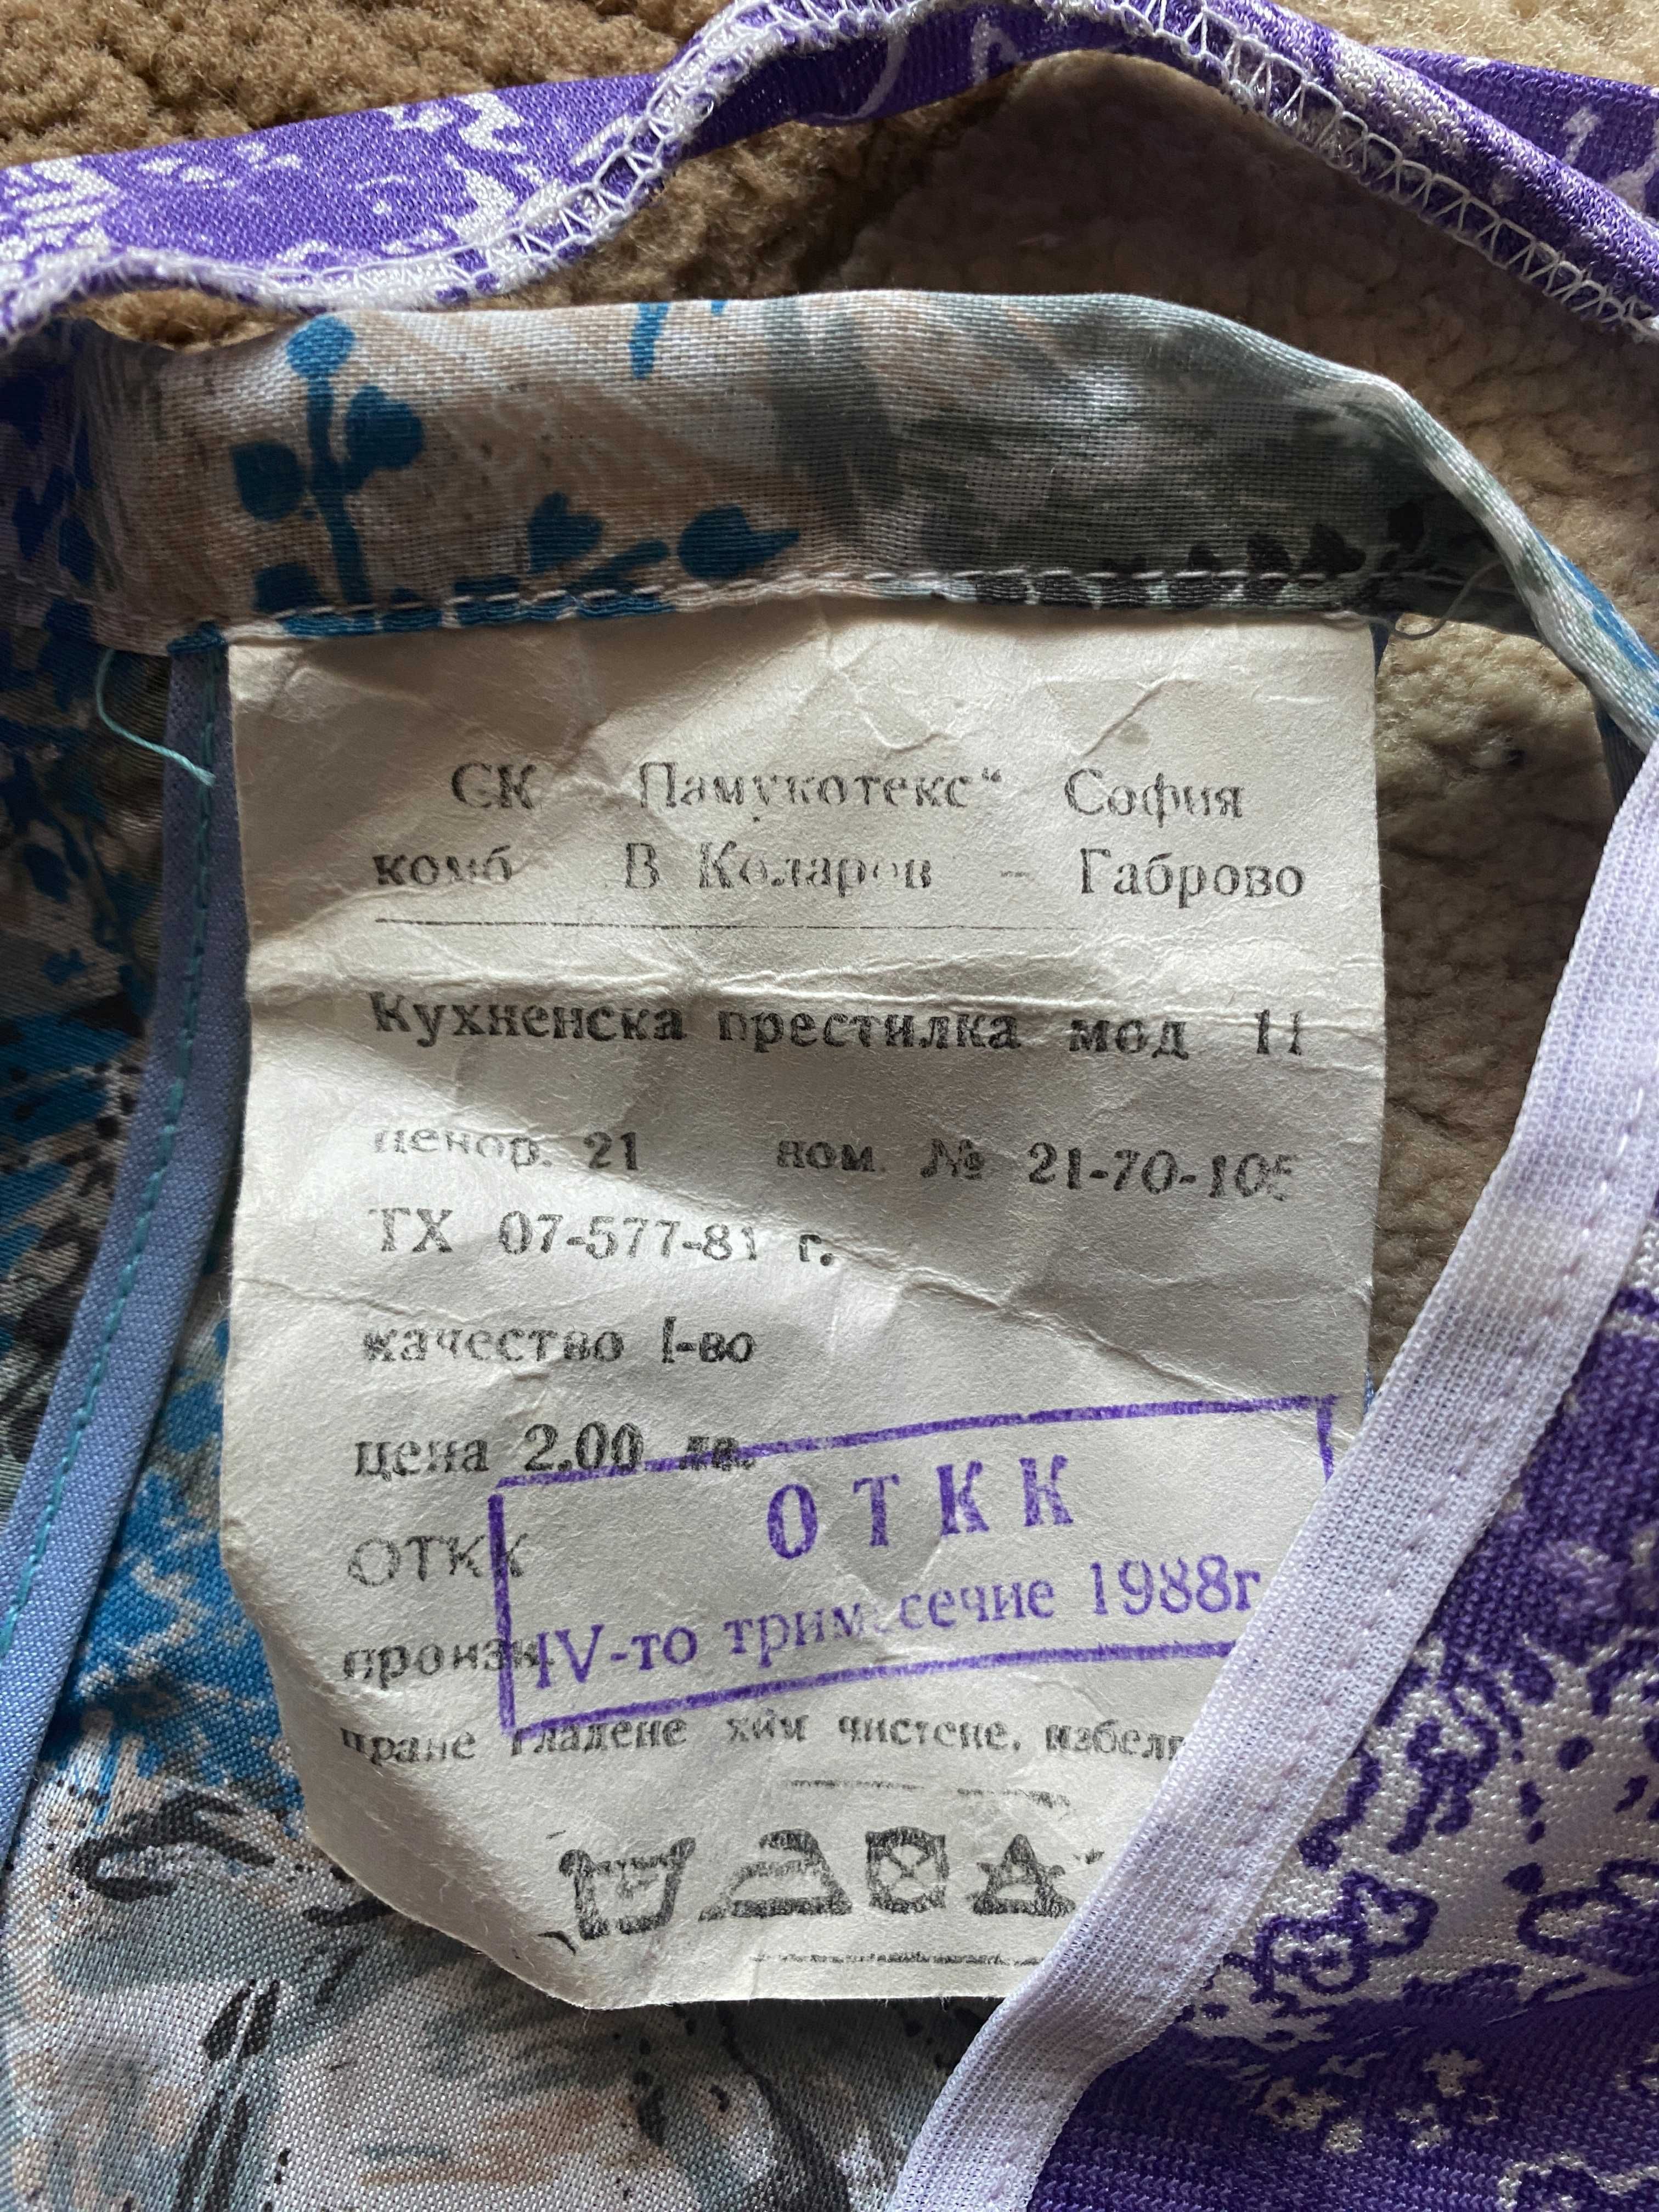 СК Памукотекс“ София
комб В Коларов - Габрово
Кухненска престилка мод 11
ценор. 21 ном. № 21-70-105
ТХ 07-577-81 г.
качество I-во
цена 2.00 лв.
ОТКК
ОТКК
IV-то тримесечие 1988г
произв.
пране гладене хим чистене.